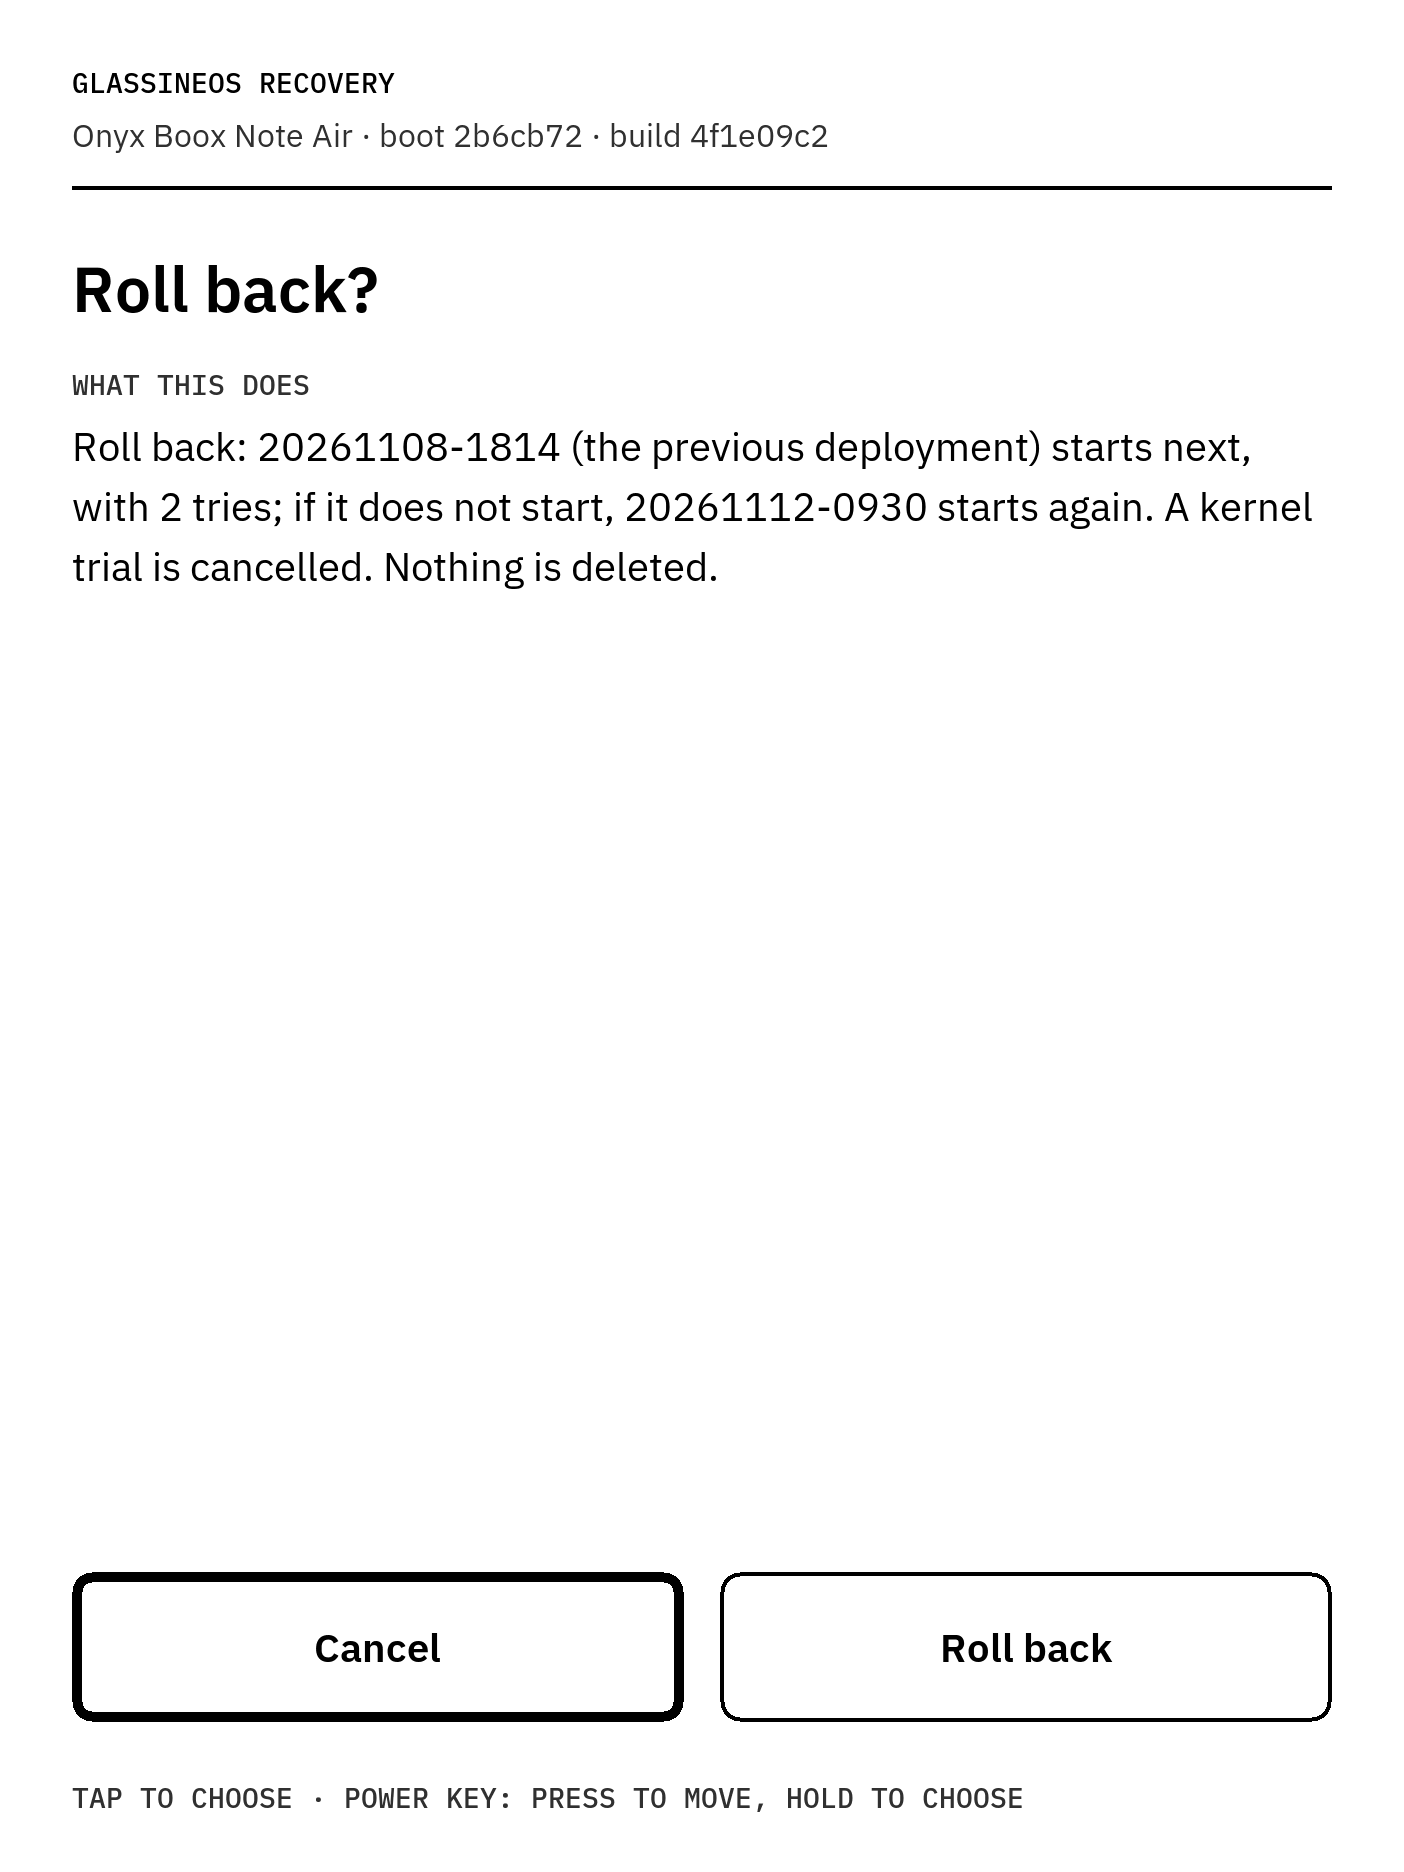 GLASSINEOS RECOVERY
Onyx Boox Note Air · boot 2b6cb72 · build 4f1e09c2
Roll back?
WHAT THIS DOES
Roll back: 20261108-1814 (the previous deployment) starts next,
with 2 tries; if it does not start, 20261112-0930 starts again. A kernel
trial is cancelled. Nothing is deleted.
Cancel
Roll back
TAP TO CHOOSE · POWER KEY: PRESS TO MOVE, HOLD TO CHOOSE